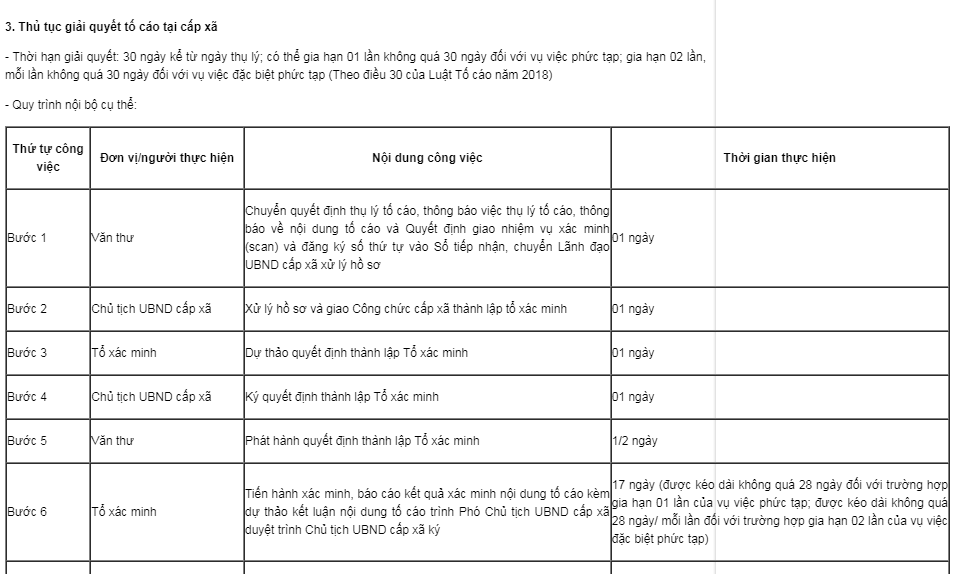 3. Thủ tục giải quyết tố cáo tại cấp xã
- Thời hạn giải quyết: 30 ngày kể từ ngày thụ lý; có thể gia hạn 01 lần không quá 30 ngày đối với vụ việc phức tạp; gia hạn 02 lần,
mỗi lần không quá 30 ngày đối với vụ việc đặc biệt phức tạp (Theo điều 30 của Luật Tố cáo năm 2018)
- Quy trình nội bộ cụ thể:
Thứ tự công
việc
Đơn vị/người thực hiện
Nội dung công việc
Thời gian thực hiện
Bước 1
Văn thư
Chuyển quyết định thụ lý tố cáo, thông báo việc thụ lý tố cáo, thông
báo về nội dung tố cáo và Quyết định giao nhiệm vụ xác minh
(scan) và đăng ký số thứ tự vào Sổ tiếp nhận, chuyển Lãnh đạo
UBND cấp xã xử lý hồ sơ
01 ngày
Bước 2
Chủ tịch UBND cấp xã
Xử lý hồ sơ và giao Công chức cấp xã thành lập tổ xác minh
01 ngày
Bước 3
Tổ xác minh
Dự thảo quyết định thành lập Tổ xác minh
01 ngày
Bước 4
Chủ tịch UBND cấp xã
Ký quyết định thành lập Tổ xác minh
01 ngày
Bước 5
Văn thư
Phát hành quyết định thành lập Tổ xác minh
1/2 ngày
Bước 6
Tổ xác minh
Tiến hành xác minh, báo cáo kết quả xác minh nội dung tố cáo kèm
dự thảo kết luận nội dung tố cáo trình Phó Chủ tịch UBND cấp xã
duyệt trình Chủ tịch UBND cấp xã ký
17 ngày (được kéo dài không quá 28 ngày đối với trường hợp
gia hạn 01 lần của vụ việc phức tạp; được kéo dài không quá
28 ngày/ mỗi lần đối với trường hợp gia hạn 02 lần của vụ việc
đặc biệt phức tạp)